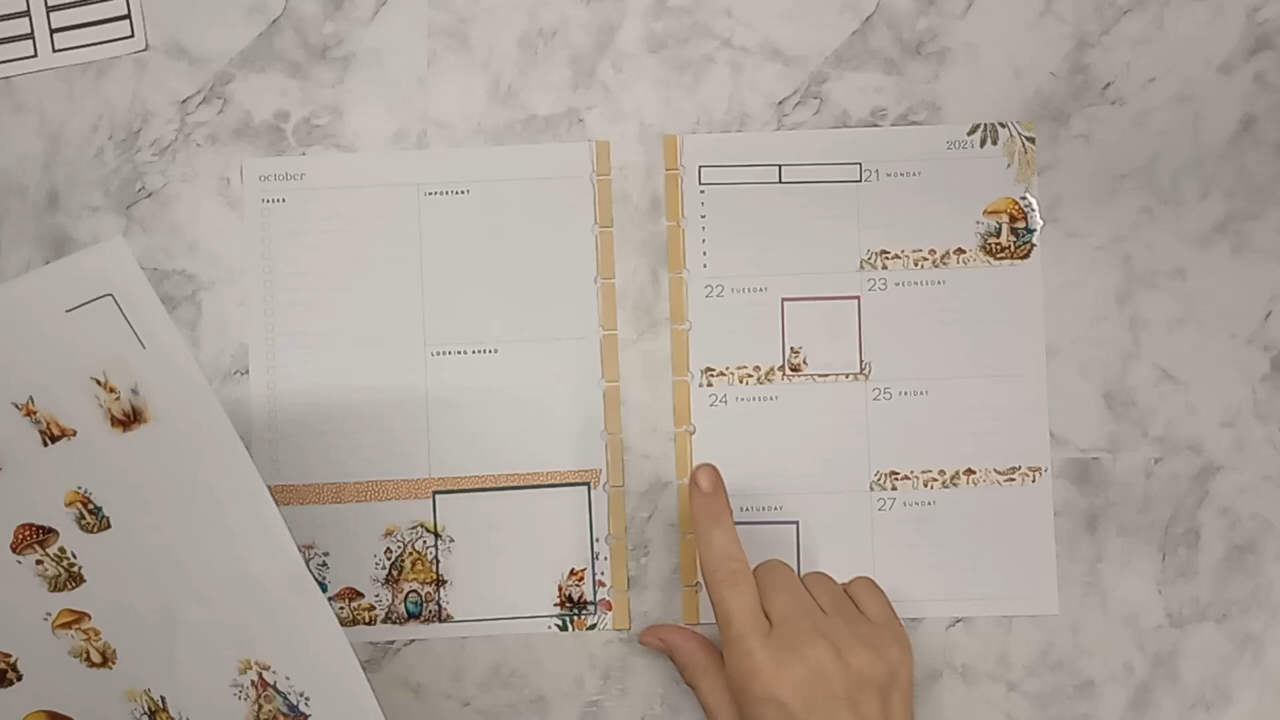 october
TASKS
IMPORTANT
LOOKING AHEAD
2024
M
T
W
T
F
S
S
21 MONDAY
22 TUESDAY
23 WEDNESDAY
24 THURSDAY
25 FRIDAY
SATURDAY
27 SUNDAY